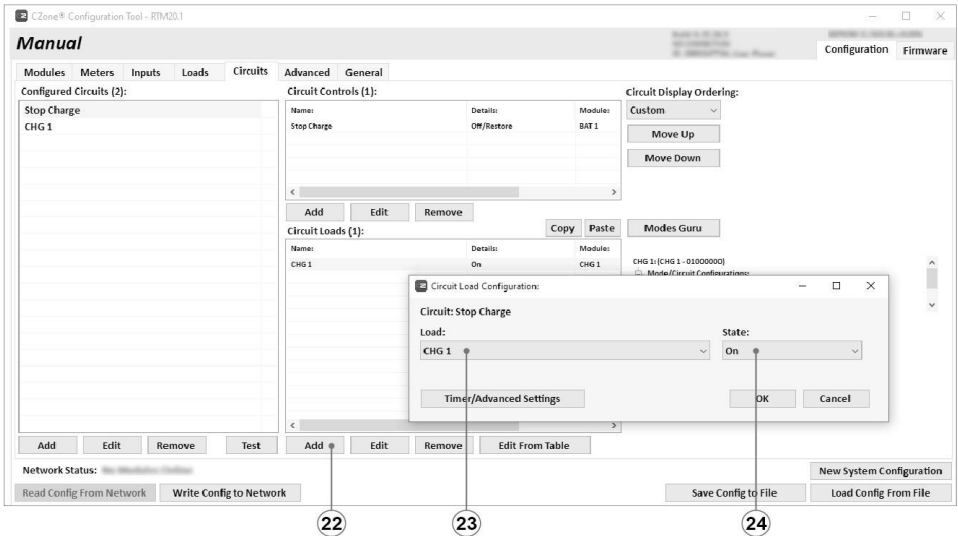 CZone® Configuration Tool - RTM20.1
Manual
Configuration Firmware
Modules Meters Inputs Loads Circuits Advanced General
Configured Circuits (2):
Stop Charge
CHG 1
Add Edit Remove Test
Circuit Controls (1):
Name: Details: Module:
Stop Charge Off/Restore BAT 1
Add Edit Remove
Circuit Loads (1):
Copy Paste
Name: Details: Module:
CHG 1 On CHG 1
Add Edit Remove Edit From Table
Circuit Display Ordering:
Custom
Move Up
Move Down
Modes Guru
CHG 1: (CHG 1 - 01000000)
Mode/Circuit Configurations:
Circuit Load Configuration:
Circuit: Stop Charge
Load: State:
CHG 1 On
Timer/Advanced Settings OK Cancel
Network Status:
New System Configuration
Read Config From Network Write Config to Network Save Config to File Load Config From File
22 23 24